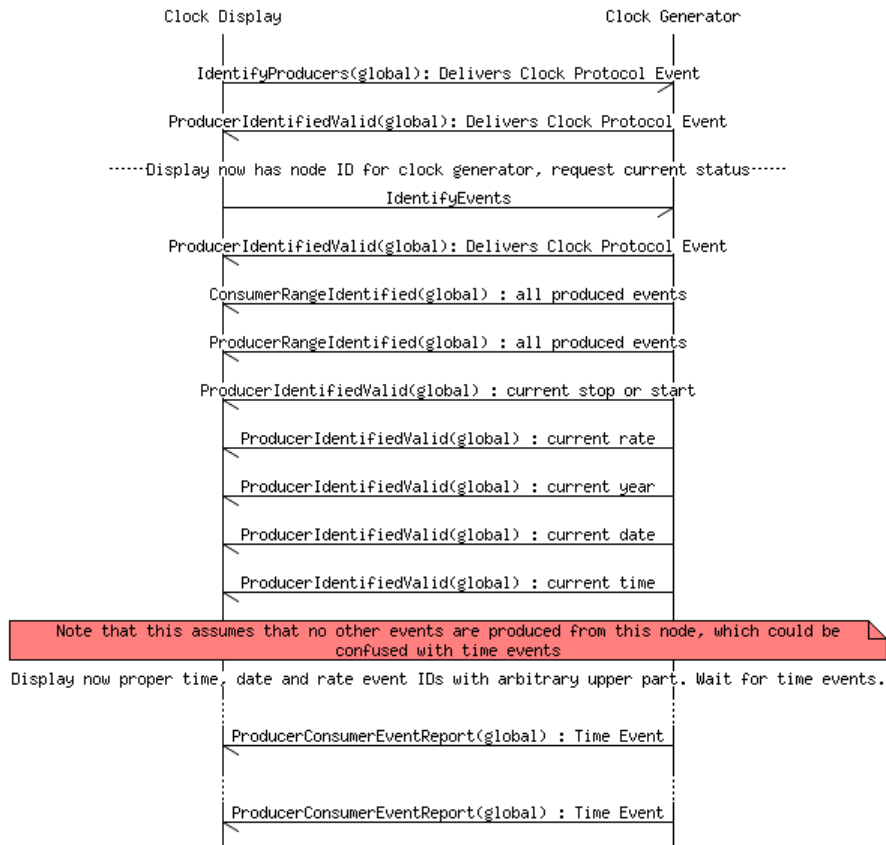 Clock Display Clock Generator
IdentifyProducers(global): Delivers Clock Protocol Event
ProducerIdentifiedValid(global): Delivers Clock Protocol Event
Display now has node ID for clock generator, request current status
IdentifyEvents
ProducerIdentifiedValid(global): Delivers Clock Protocol Event
ConsumerRangeIdentified(global) : all produced events
ProducerRangeIdentified(global) : all produced events
ProducerIdentifiedValid(global) : current stop or start
ProducerIdentifiedValid(global) : current rate
ProducerIdentifiedValid(global) : current year
ProducerIdentifiedValid(global) : current date
ProducerIdentifiedValid(global) : current time
Note that this assumes that no other events are produced from this node, which could be
confused with time events
Display now proper time, date and rate event IDs with arbitrary upper part. Wait for time events.
ProducerConsumerEventReport(global) : Time Event
ProducerConsumerEventReport(global) : Time Event